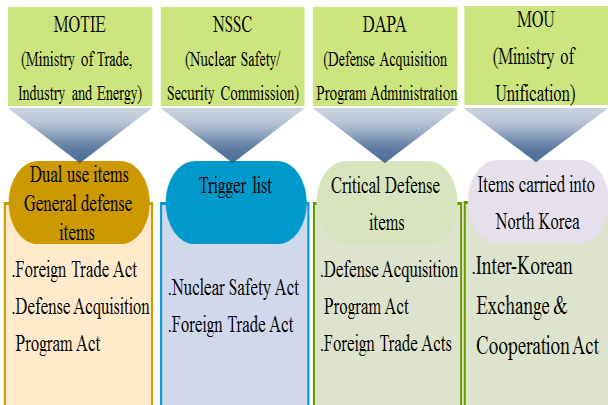 MOTIE
(Ministry of Trade,
Industry and Energy)
Dual use items
General defense
items
.Foreign Trade Act
.Defense Acquisition
Program Act
NSSC
(Nuclear Safety/
Security Commission)
Trigger list
.Nuclear Safety Act
.Foreign Trade Act
DAPA
(Defense Acquisition
Program Administration
Critical Defense
items
.Defense Acquisition
Program Act
.Foreign Trade Acts
MOU
(Ministry of
Unification)
Items carried into
North Korea
.Inter-Korean
Exchange &
Cooperation Act